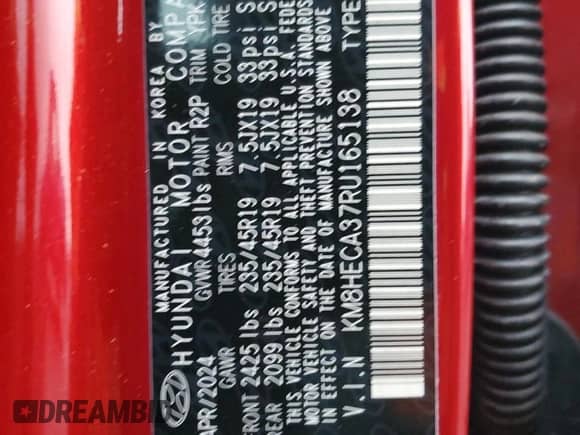 MANUFACTURED IN KOREA BY
HYUNDAI MOTOR COMPA
APR/2024 GVWR 4453 lbs PAINT R2P TRIM YPK
GAWR TIRES RIMS COLD TIRE
FRONT 2425 lbs 235/45R19 7.5JX19 33psi S
REAR 2099 lbs 235/45R19 7.5JX19 33psi S
THIS VEHICLE CONFORMS TO ALL APPLICABLE U.S.A. FEDE
MOTOR VEHICLE SAFETY AND THEFT PREVENTION STANDARDS
IN EFFECT ON THE DATE OF MANUFACTURE SHOWN ABOVE
V.I.N KM8HECA37RU165138 TYPE
DREAMBID